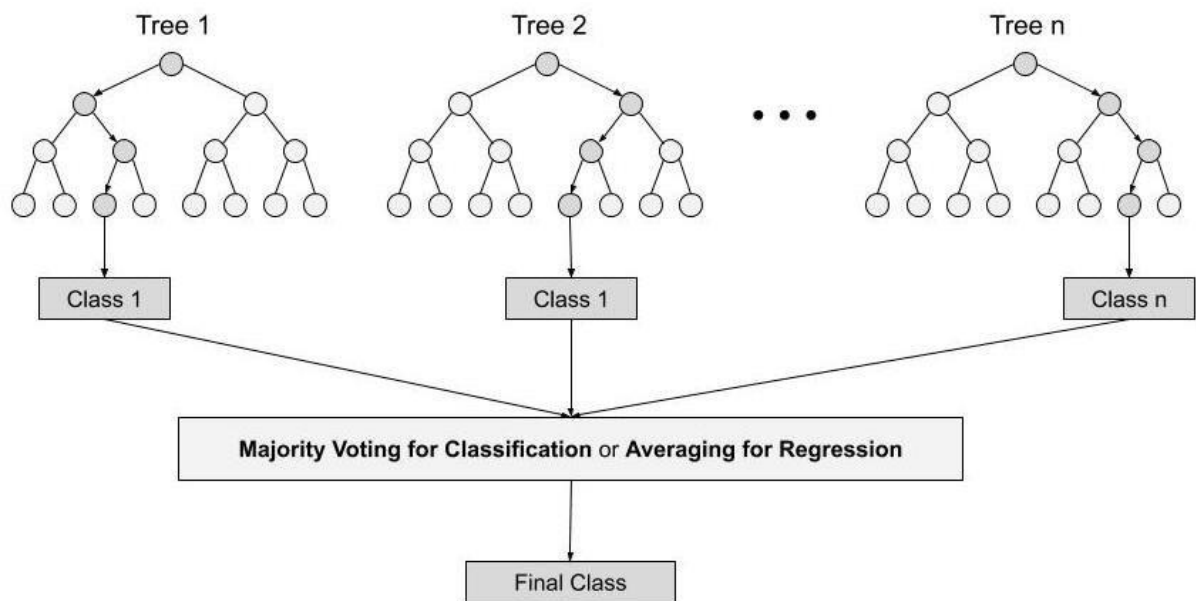 Tree 1
Tree 2
Tree n
Class 1
Class 1
Class n
Majority Voting for Classification or Averaging for Regression
Final Class